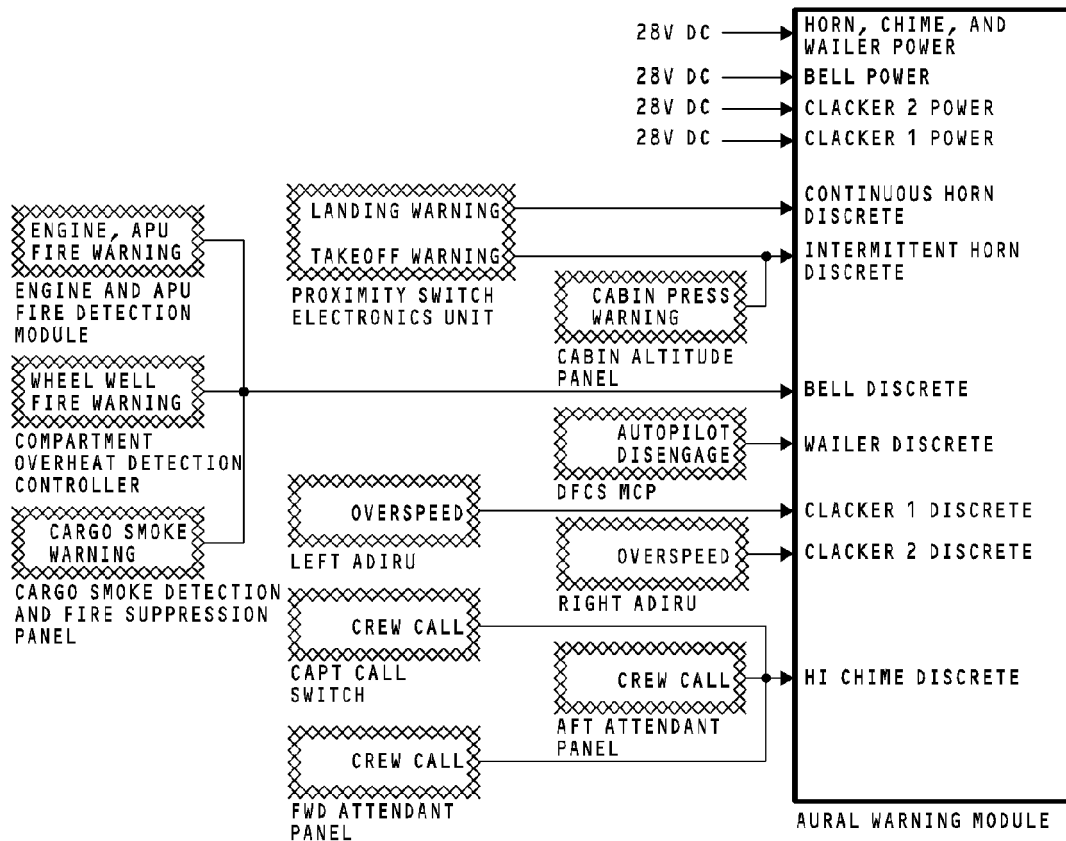 28V DC
HORN, CHIME, AND
WAILER POWER
28V DC
BELL POWER
28V DC
CLACKER 2 POWER
28V DC
CLACKER 1 POWER
ENGINE, APU
FIRE WARNING
ENGINE AND APU
FIRE DETECTION
MODULE
LANDING WARNING
TAKEOFF WARNING
PROXIMITY SWITCH
ELECTRONICS UNIT
CONTINUOUS HORN
DISCRETE
INTERMITTENT HORN
DISCRETE
CABIN PRESS
WARNING
CABIN ALTITUDE
PANEL
WHEEL WELL
FIRE WARNING
COMPARTMENT
OVERHEAT DETECTION
CONTROLLER
BELL DISCRETE
AUTOPILOT
DISENGAGE
DFCS MCP
WAILER DISCRETE
CARGO SMOKE
WARNING
CARGO SMOKE DETECTION
AND FIRE SUPPRESSION
PANEL
OVERSPEED
LEFT ADIRU
CLACKER 1 DISCRETE
OVERSPEED
RIGHT ADIRU
CLACKER 2 DISCRETE
CREW CALL
CAPT CALL
SWITCH
CREW CALL
AFT ATTENDANT
PANEL
HI CHIME DISCRETE
CREW CALL
FWD ATTENDANT
PANEL
AURAL WARNING MODULE